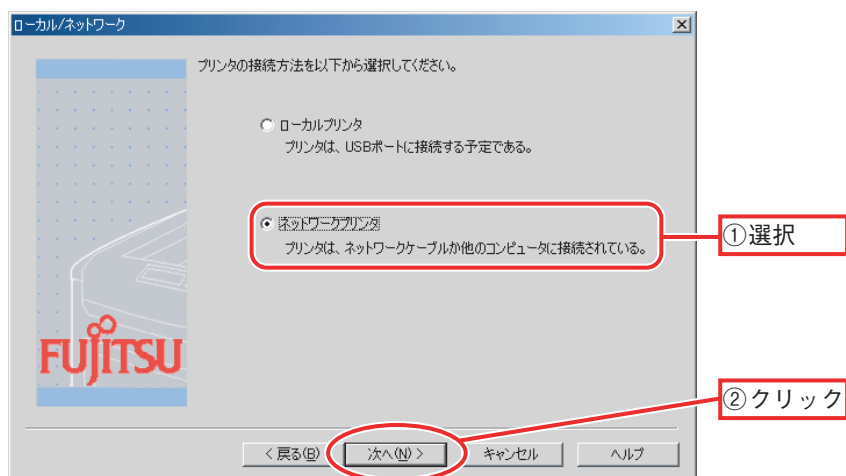 ローカル/ネットワーク
プリンタの接続方法を以下から選択してください。
ローカルプリンタ
プリンタは、USBポートに接続する予定である。
ネットワークプリンタ
プリンタは、ネットワークケーブルか他のコンピュータに接続されている。
①選択
FUJITSU
②クリック
< 戻る(B)
次へ(N) >
キャンセル
ヘルプ